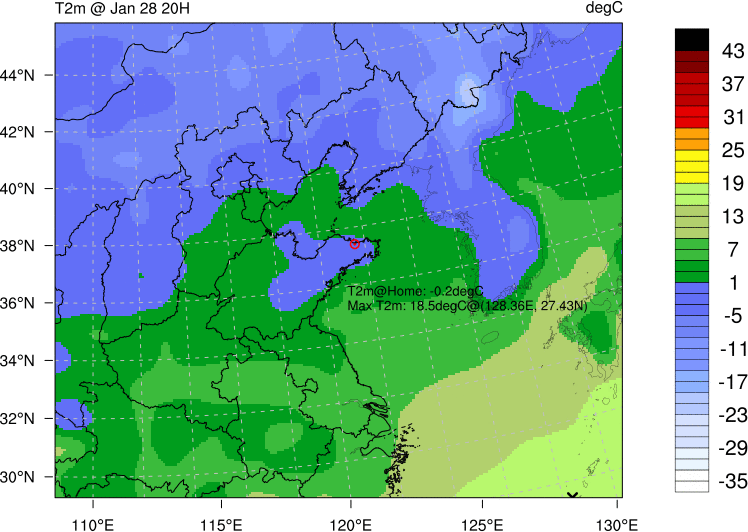 T2m @ Jan 28 20H
degC
44°N
42°N
40°N
38°N
36°N
34°N
32°N
30°N
T2m@Home: -0.2degC
Max T2m: 18.5degC@(128.36E, 27.43N)
110°E
115°E
120°E
125°E
130°E
43
37
31
25
19
13
7
1
-5
-11
-17
-23
-29
-35